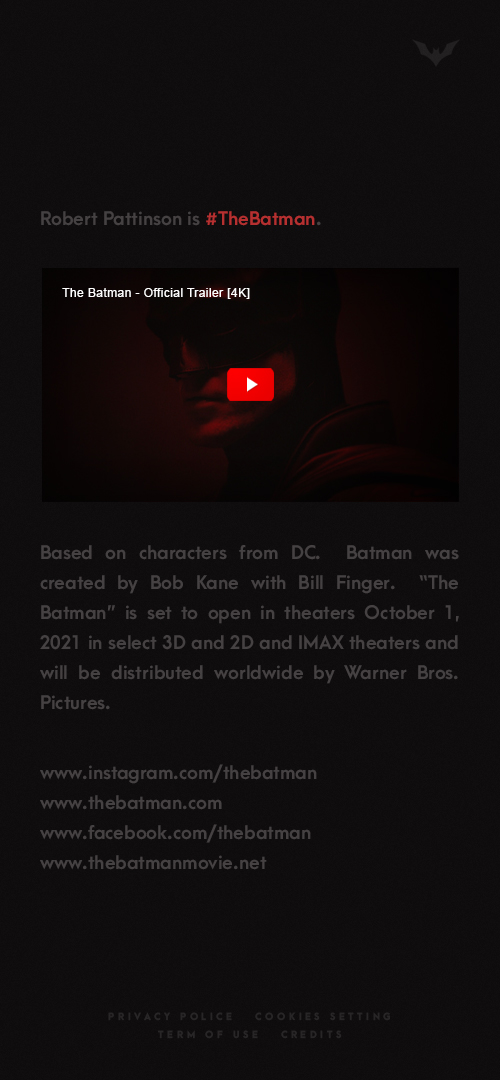 Robert Pattinson is #TheBatman.
The Batman - Official Trailer [4K]
Based on characters from DC. Batman was
created by Bob Kane with Bill Finger. “The
Batman” is set to open in theaters October 1,
2021 in select 3D and 2D and IMAX theaters and
will be distributed worldwide by Warner Bros.
Pictures.
www.instagram.com/thebatman
www.thebatman.com
www.facebook.com/thebatman
www.thebatmanmovie.net
PRIVACY POLICE COOKIES SETTING
TERM OF USE CREDITS